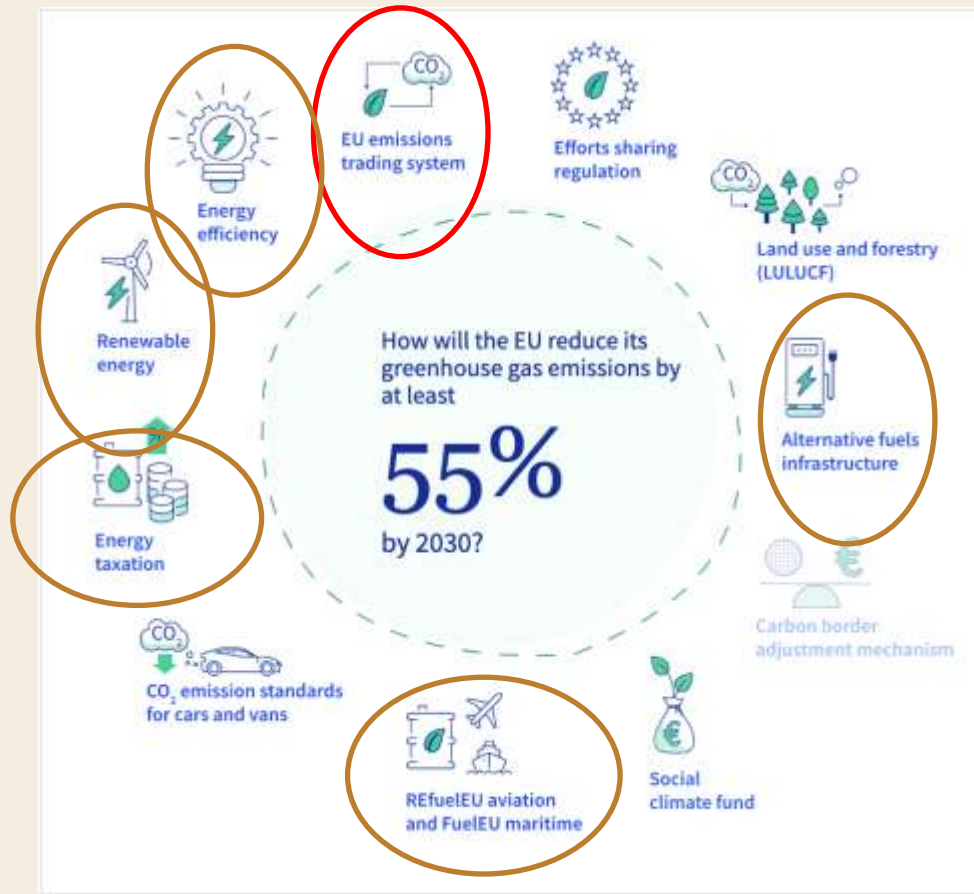 CO2
EU emissions
trading system
Efforts sharing
regulation
CO2
Land use and forestry
(LULUCF)
Energy
efficiency
Renewable
energy
How will the EU reduce its
greenhouse gas emissions by
at least
55%
by 2030?
Alternative fuels
infrastructure
Energy
taxation
€
Carbon border
adjustment mechanism
CO2
CO2 emission standards
for cars and vans
€
Social
climate fund
REfuelEU aviation
and FuelEU maritime